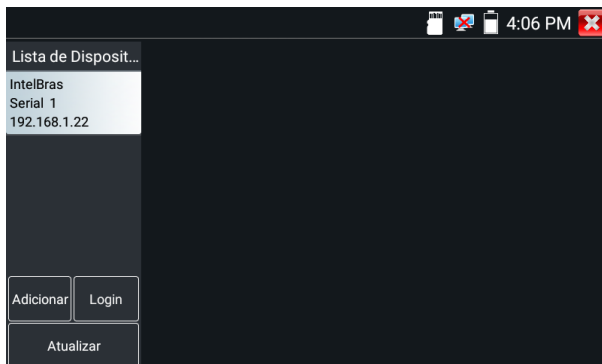 4:06 PM
Lista de Disposit...
IntelBras
Serial 1
192.168.1.22
Adicionar
Login
Atualizar